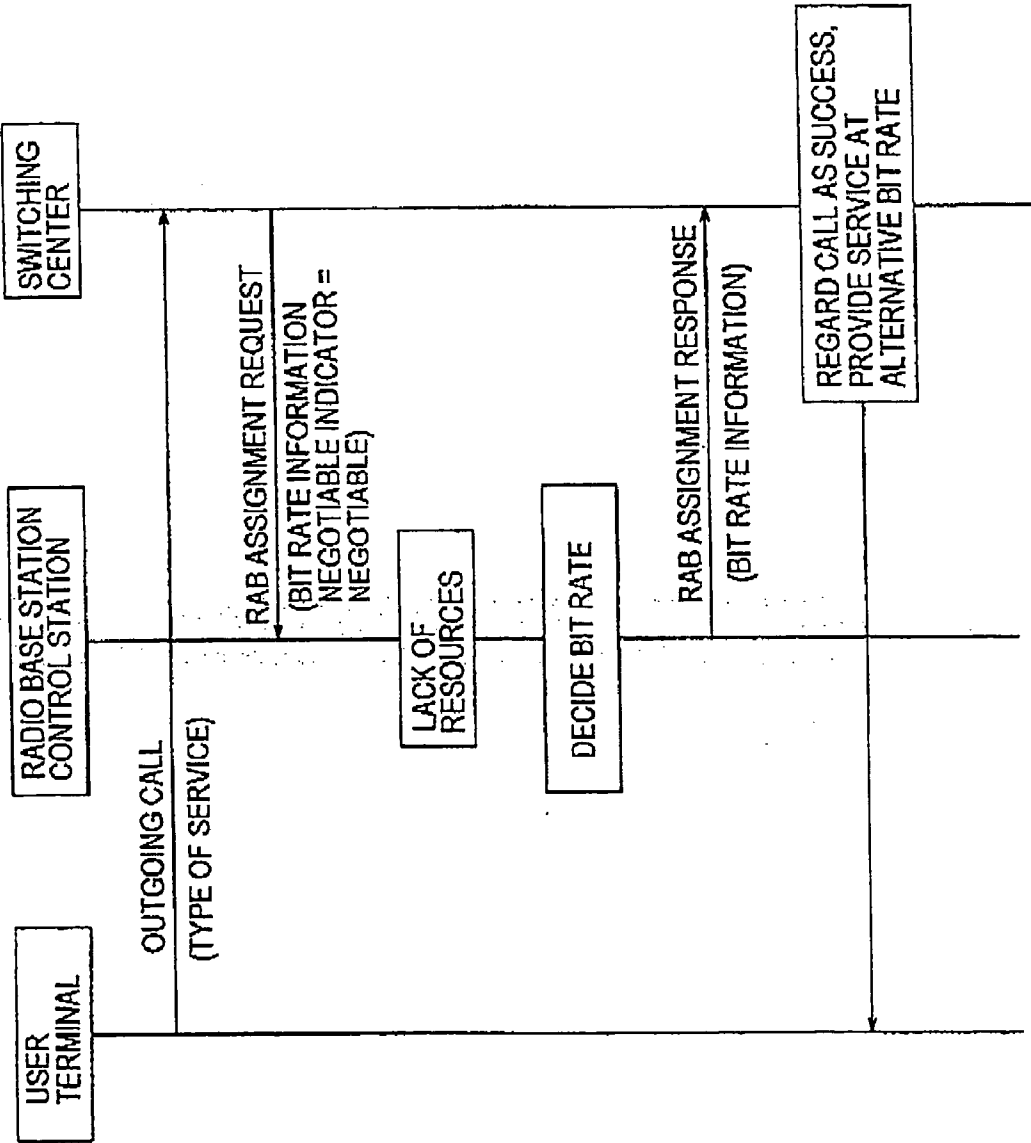 USER
TERMINAL
RADIO BASE STATION
CONTROL STATION
SWITCHING
CENTER
OUTGOING CALL
(TYPE OF SERVICE)
RAB ASSIGNMENT REQUEST
(BIT RATE INFORMATION
NEGOTIABLE INDICATOR =
NEGOTIABLE)
LACK OF
RESOURCES
DECIDE BIT RATE
RAB ASSIGNMENT RESPONSE
(BIT RATE INFORMATION)
REGARD CALL AS SUCCESS,
PROVIDE SERVICE AT
ALTERNATIVE BIT RATE